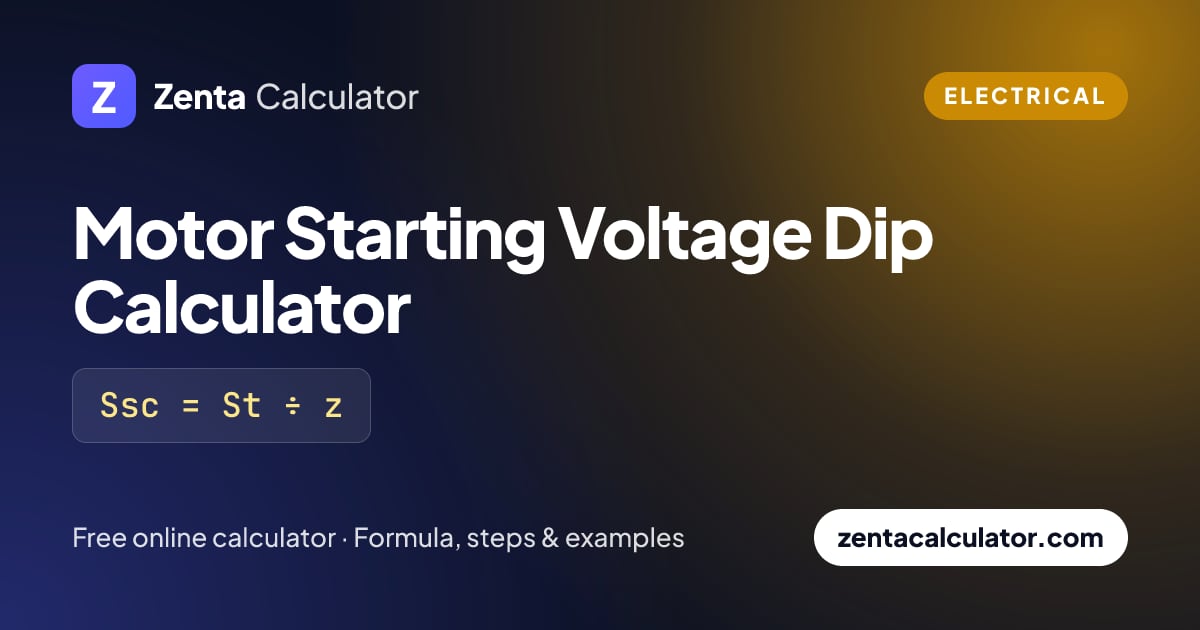 Z Zenta Calculator
ELECTRICAL
Motor Starting Voltage Dip
Calculator
Ssc = St ÷ z
Free online calculator · Formula, steps & examples
zentacalculator.com